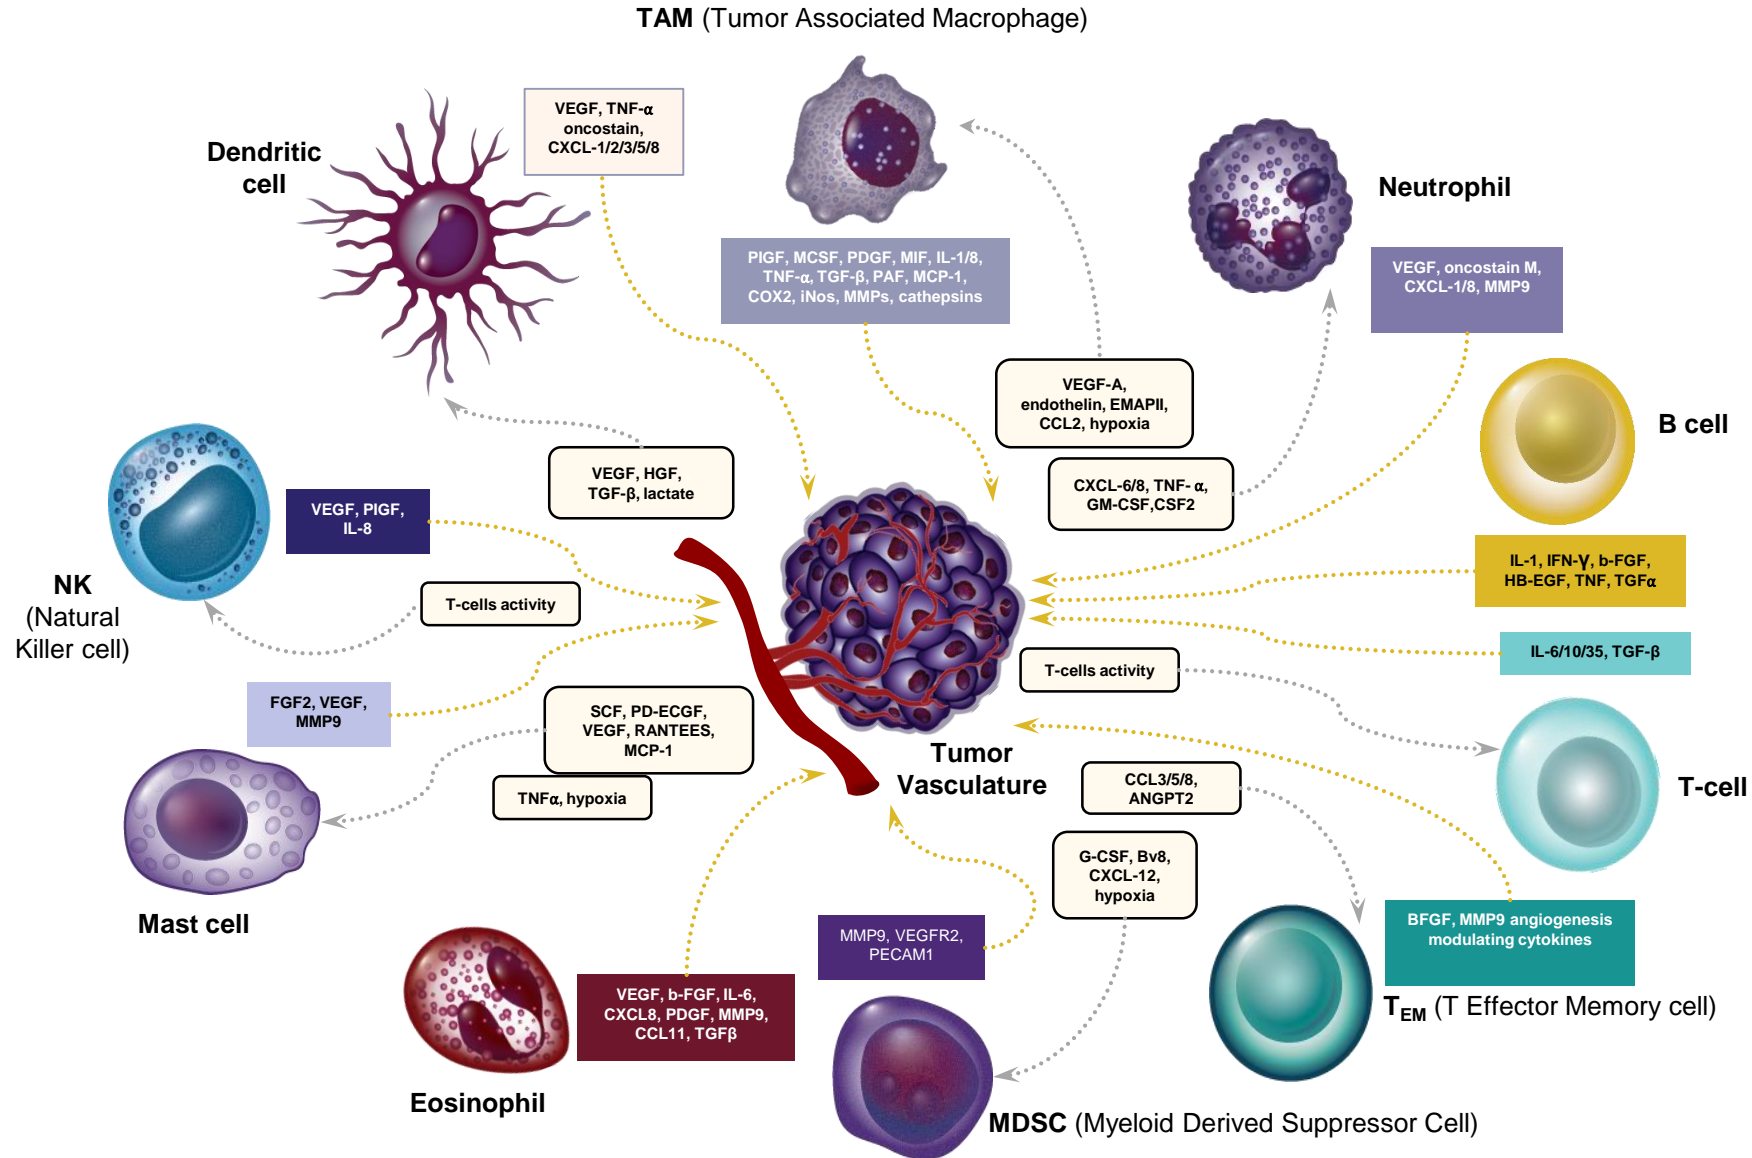 TAM (Tumor Associated Macrophage)
VEGF, TNF-α
oncostain,
CXCL-1/2/3/5/8
Dendritic
cell
Neutrophil
PIGF, MCSF, PDGF, MIF, IL-1/8,
TNF-α, TGF-β, PAF, MCP-1,
COX2, iNos, MMPs, cathepsins
VEGF, oncostain M,
CXCL-1/8, MMP9
VEGF-A,
endothelin, EMAPII,
CCL2, hypoxia
B cell
VEGF, HGF,
TGF-β, lactate
CXCL-6/8, TNF- α,
GM-CSF,CSF2
VEGF, PIGF,
IL-8
IL-1, IFN-γ, b-FGF,
HB-EGF, TNF, TGFα
NK
(Natural
Killer cell)
T-cells activity
IL-6/10/35, TGF-β
T-cells activity
FGF2, VEGF,
MMP9
SCF, PD-ECGF,
VEGF, RANTEES,
MCP-1
TNFα, hypoxia
Tumor
Vasculature
CCL3/5/8,
ANGPT2
T-cell
G-CSF, Bv8,
CXCL-12,
hypoxia
Mast cell
MMP9, VEGFR2,
PECAM1
BFGF, MMP9 angiogenesis
modulating cytokines
VEGF, b-FGF, IL-6,
CXCL8, PDGF, MMP9,
CCL11, TGFβ
TEM (T Effector Memory cell)
Eosinophil
MDSC (Myeloid Derived Suppressor Cell)